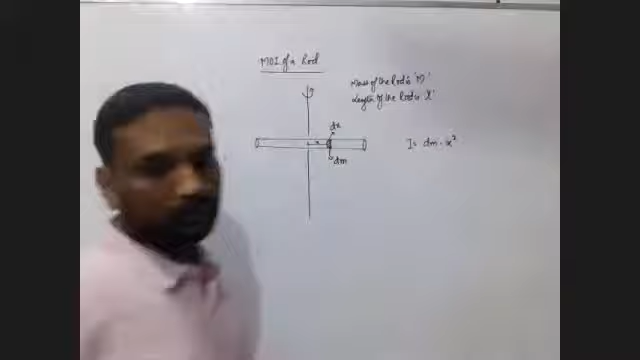 MOI of a Rod
Mass of the Rod is 'M'
Length of the Rod is 'l'
dx
x
dm
I = dm · x²